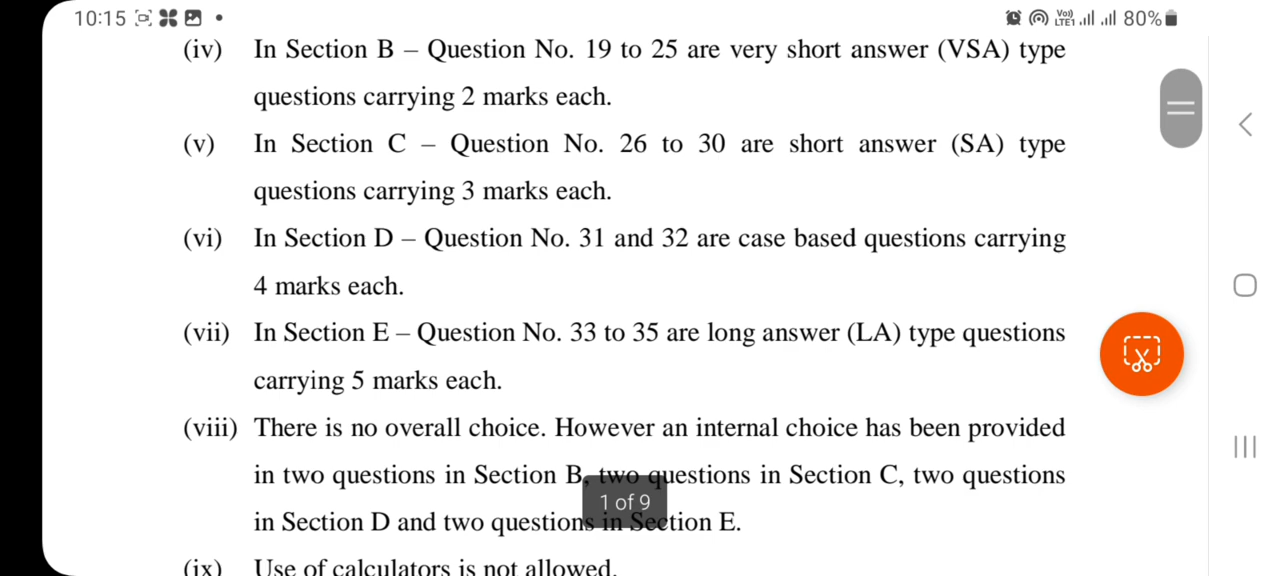 10:15
Vo))
LTE1
80%
(iv) In Section B – Question No. 19 to 25 are very short answer (VSA) type
questions carrying 2 marks each.
(v) In Section C – Question No. 26 to 30 are short answer (SA) type
questions carrying 3 marks each.
(vi) In Section D – Question No. 31 and 32 are case based questions carrying
4 marks each.
(vii) In Section E – Question No. 33 to 35 are long answer (LA) type questions
carrying 5 marks each.
(viii) There is no overall choice. However an internal choice has been provided
in two questions in Section B, two questions in Section C, two questions
1 of 9
in Section D and two questions in Section E.
(ix) Use of calculators is not allowed.